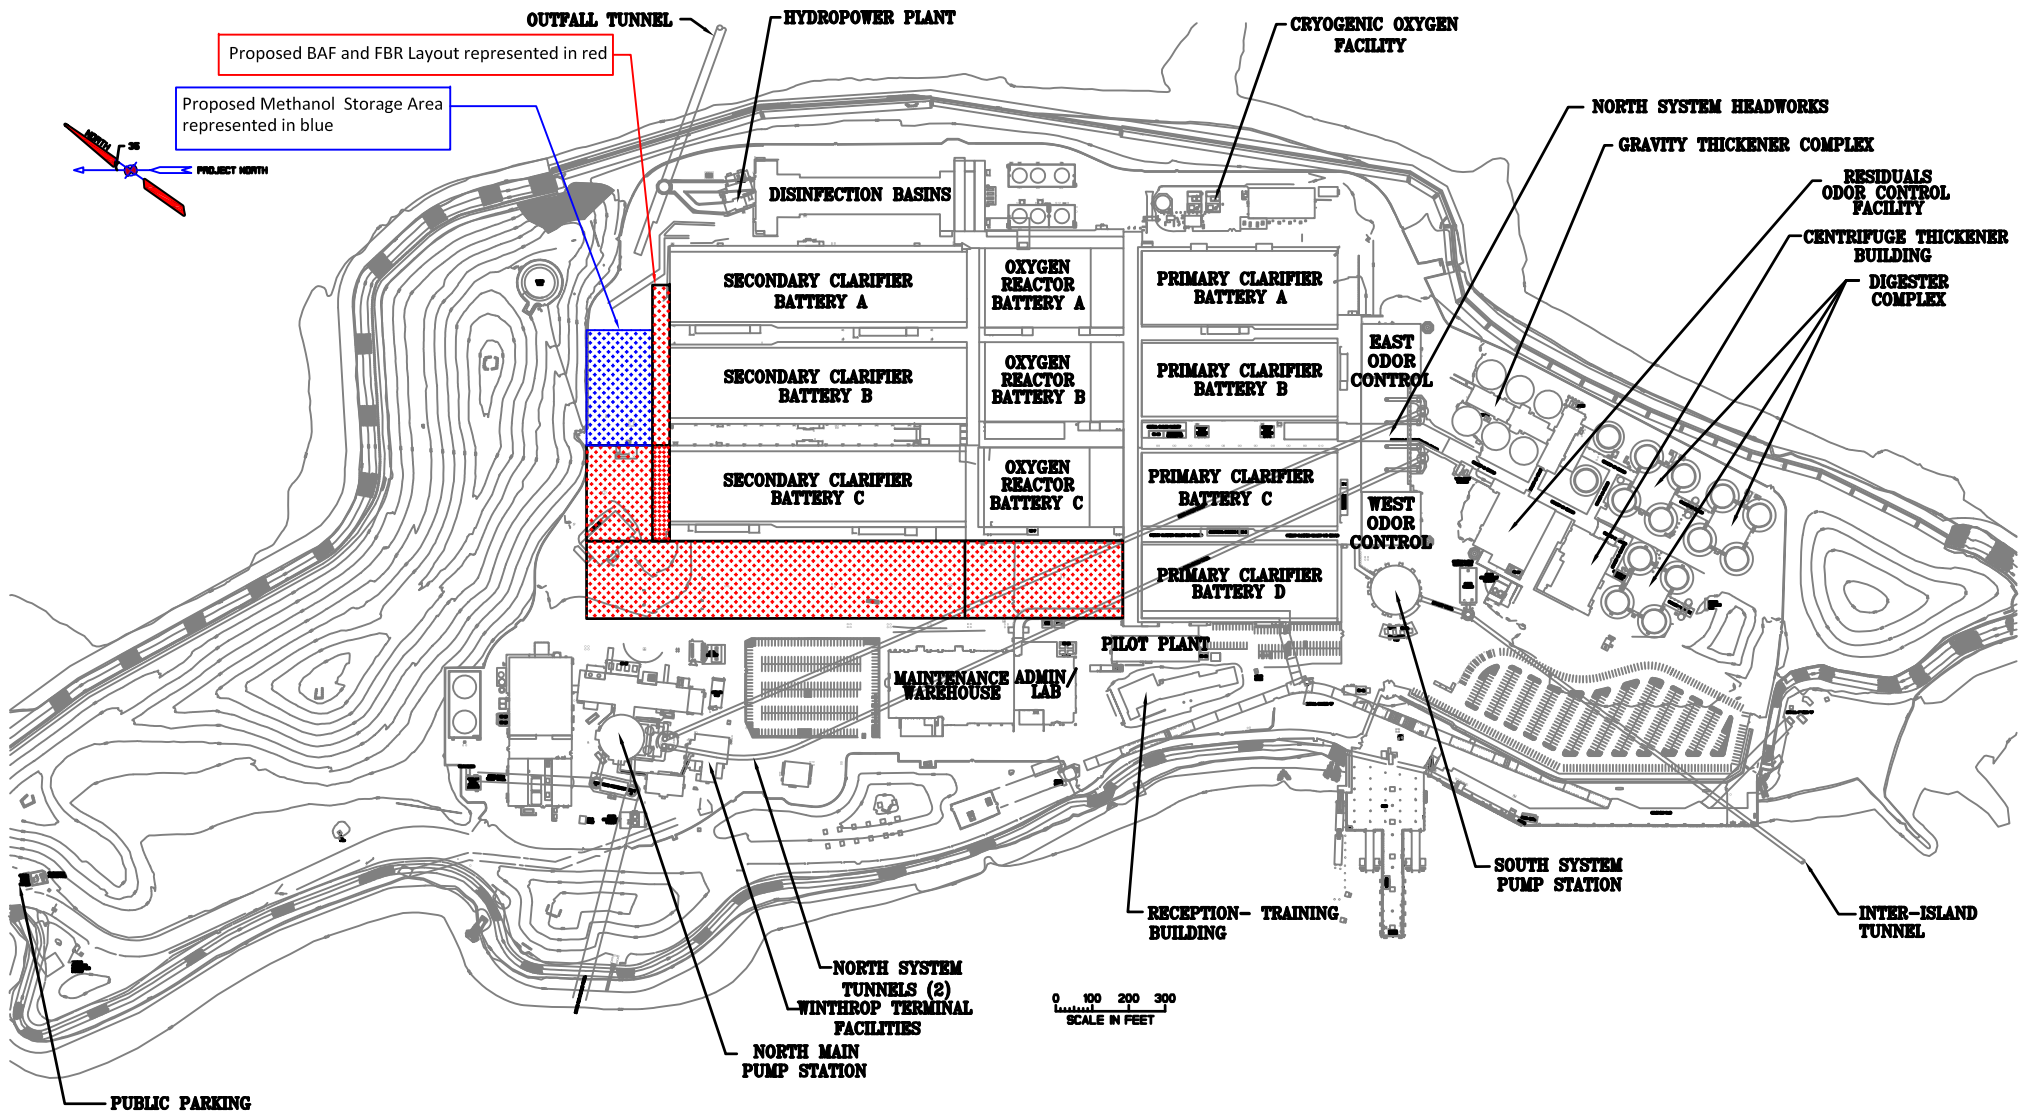 OUTFALL TUNNEL
HYDROPOWER PLANT
CRYOGENIC OXYGEN
FACILITY
Proposed BAF and FBR Layout represented in red
Proposed Methanol Storage Area
represented in blue
NORTH
36
PROJECT NORTH
NORTH SYSTEM HEADWORKS
GRAVITY THICKENER COMPLEX
RESIDUALS
ODOR CONTROL
FACILITY
CENTRIFUGE THICKENER
BUILDING
DIGESTER
COMPLEX
DISINFECTION BASINS
SECONDARY CLARIFIER
BATTERY A
OXYGEN
REACTOR
BATTERY A
PRIMARY CLARIFIER
BATTERY A
SECONDARY CLARIFIER
BATTERY B
OXYGEN
REACTOR
BATTERY B
PRIMARY CLARIFIER
BATTERY B
EAST
ODOR
CONTROL
SECONDARY CLARIFIER
BATTERY C
OXYGEN
REACTOR
BATTERY C
PRIMARY CLARIFIER
BATTERY C
WEST
ODOR
CONTROL
PRIMARY CLARIFIER
BATTERY D
PILOT PLANT
MAINTENANCE
WAREHOUSE
ADMIN/
LAB
SOUTH SYSTEM
PUMP STATION
RECEPTION- TRAINING
BUILDING
INTER-ISLAND
TUNNEL
NORTH SYSTEM
TUNNELS (2)
WINTHROP TERMINAL
FACILITIES
NORTH MAIN
PUMP STATION
0 100 200 300
SCALE IN FEET
PUBLIC PARKING